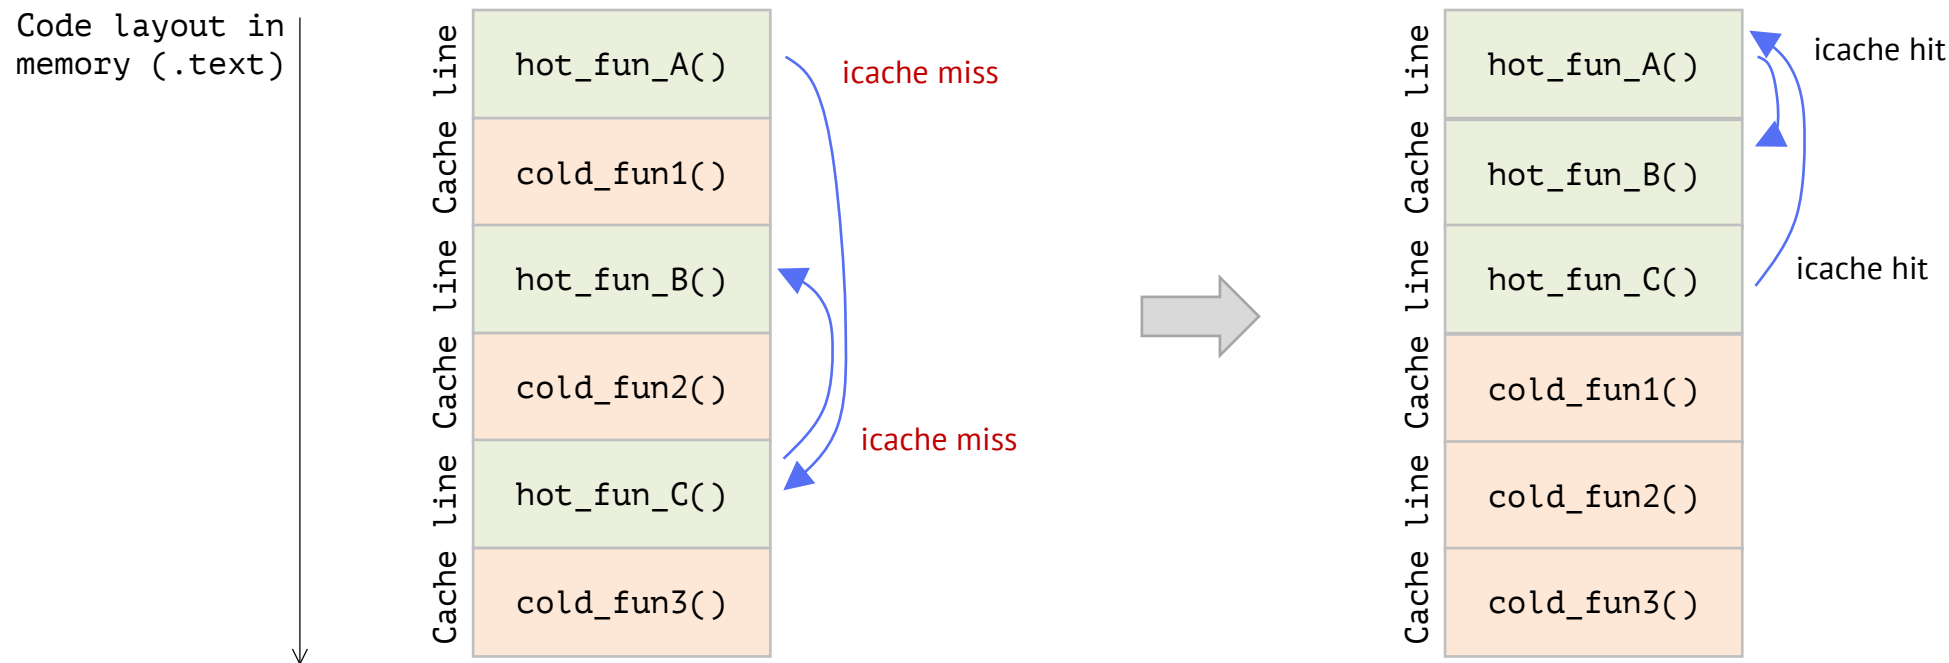 Code layout in
memory (.text)
Cache line
Cache line
Cache line
hot_fun_A()
cold_fun1()
hot_fun_B()
cold_fun2()
hot_fun_C()
cold_fun3()
icache miss
icache miss
Cache line
Cache line
Cache line
hot_fun_A()
hot_fun_B()
hot_fun_C()
cold_fun1()
cold_fun2()
cold_fun3()
icache hit
icache hit